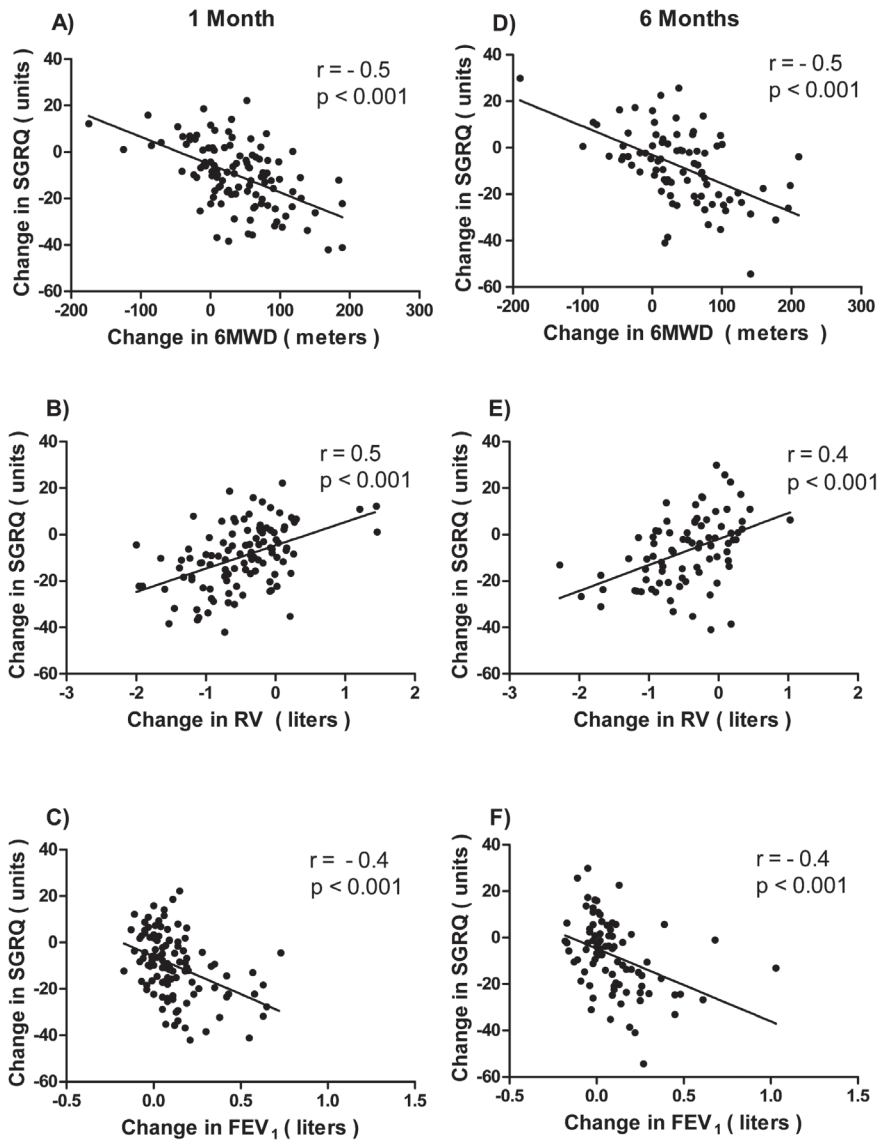 1 Month
6 Months
A)
r = - 0.5
p < 0.001
Change in SGRQ ( units )
40
20
0
-20
-40
-60
-200
-100
0
100
200
300
Change in 6MWD ( meters )
D)
r = - 0.5
p < 0.001
Change in SGRQ ( units )
40
20
0
-20
-40
-60
-200
-100
0
100
200
300
Change in 6MWD ( meters )
B)
r = 0.5
p < 0.001
Change in SGRQ ( units )
40
20
0
-20
-40
-60
-3
-2
-1
0
1
2
Change in RV ( liters )
E)
r = 0.4
p < 0.001
Change in SGRQ ( units )
40
20
0
-20
-40
-60
-3
-2
-1
0
1
2
Change in RV ( liters )
C)
r = - 0.4
p < 0.001
Change in SGRQ ( units )
40
20
0
-20
-40
-60
-0.5
0.0
0.5
1.0
1.5
Change in FEV1 ( liters )
F)
r = - 0.4
p < 0.001
Change in SGRQ ( units )
40
20
0
-20
-40
-60
-0.5
0.0
0.5
1.0
1.5
Change in FEV1 ( liters )